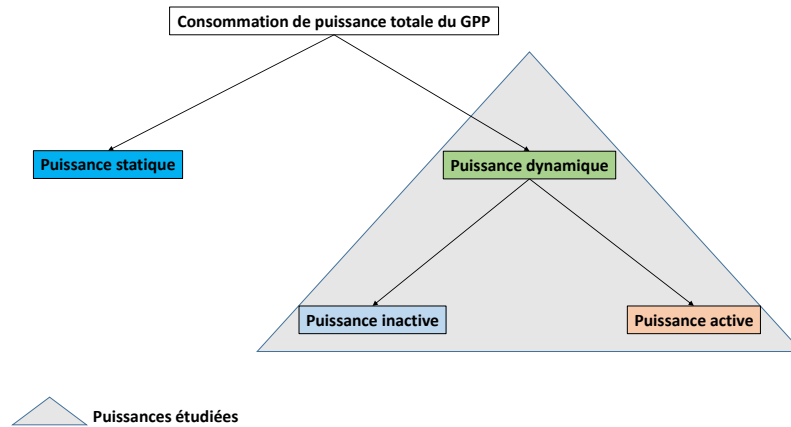 Consommation de puissance totale du GPP
Puissance statique
Puissance dynamique
Puissance inactive
Puissance active
Puissances étudiées